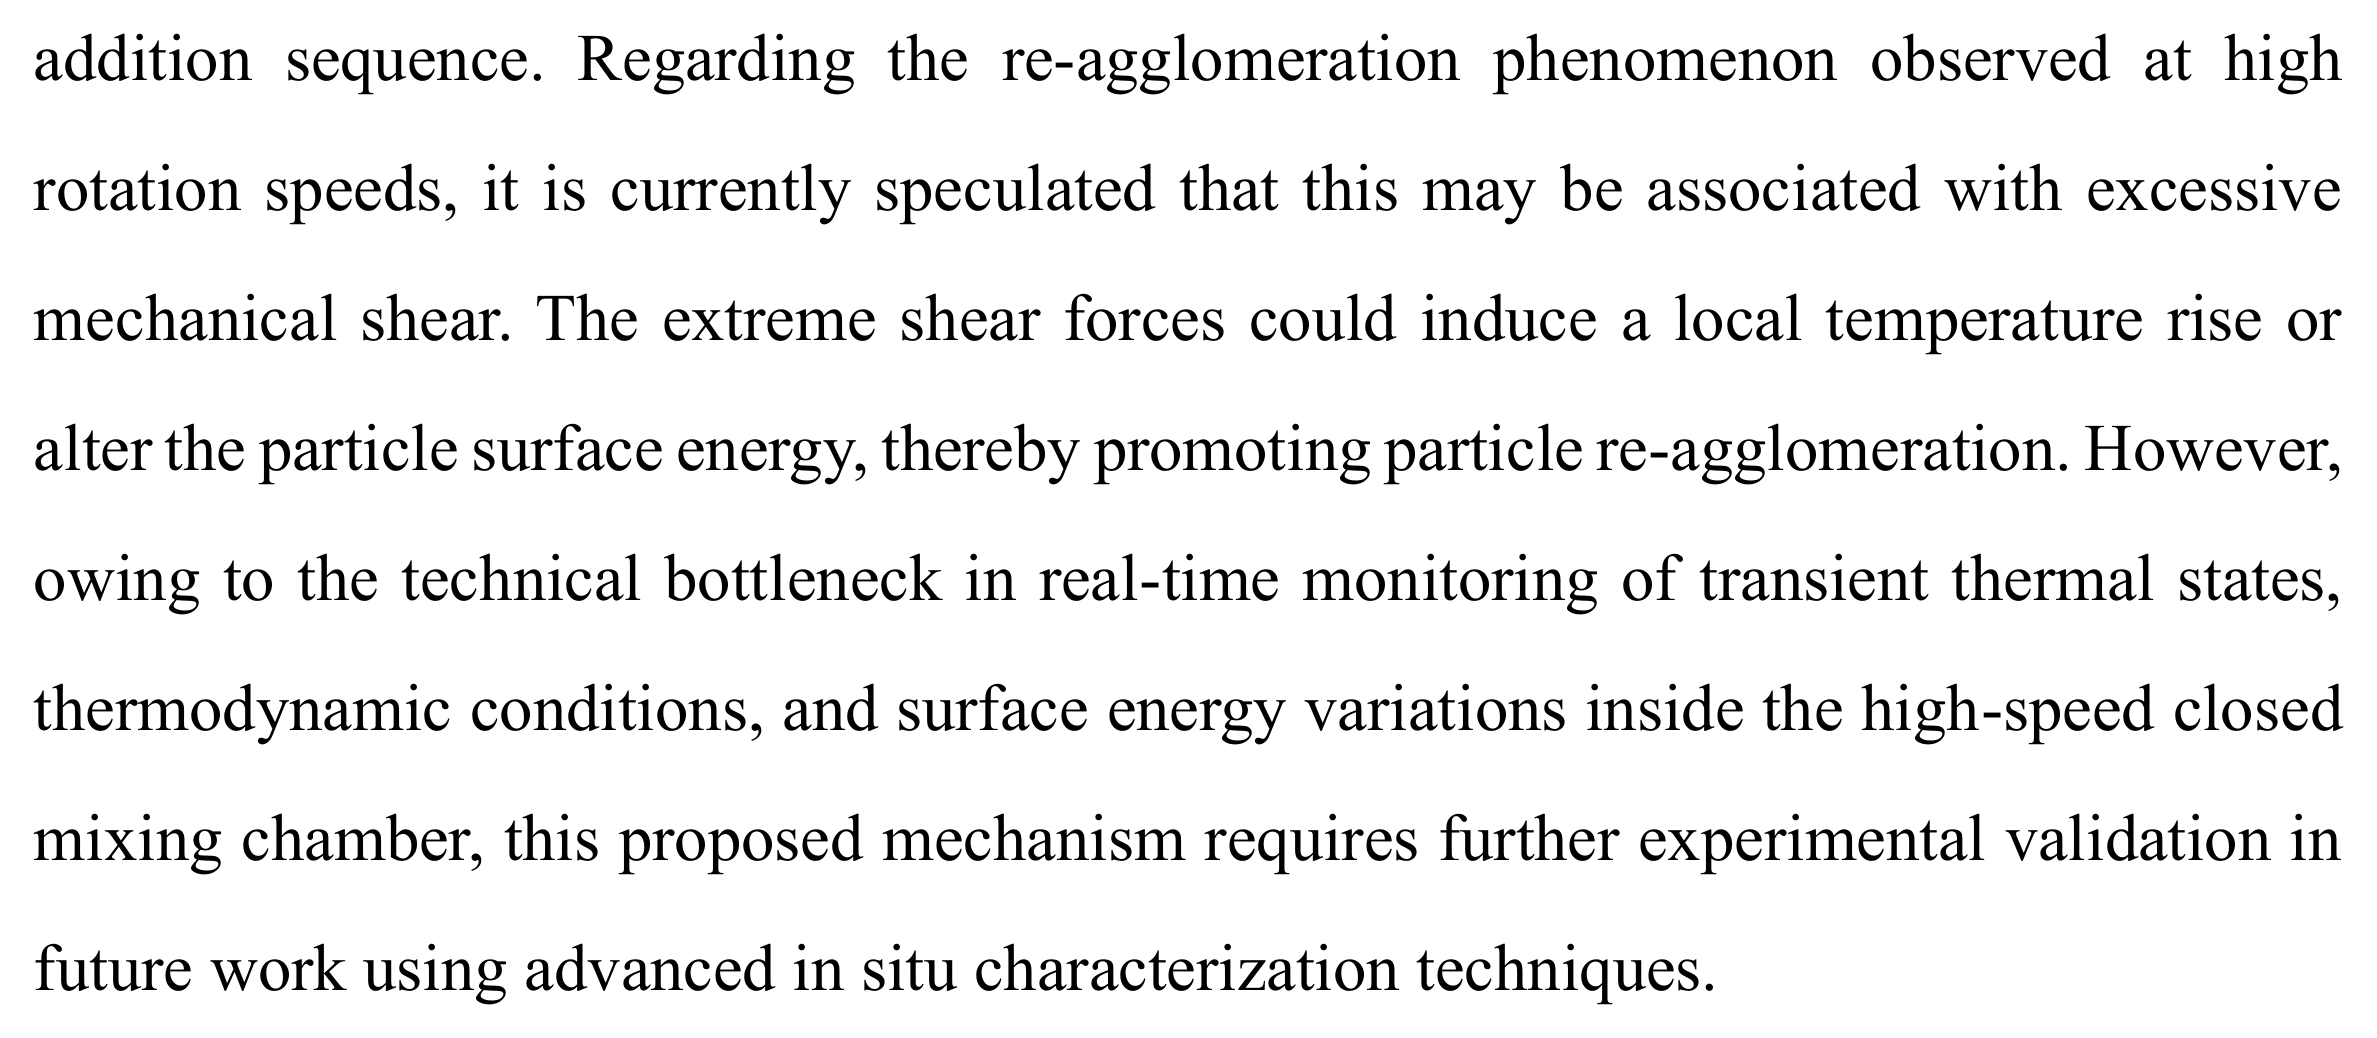 addition sequence. Regarding the re-agglomeration phenomenon observed at high
rotation speeds, it is currently speculated that this may be associated with excessive
mechanical shear. The extreme shear forces could induce a local temperature rise or
alter the particle surface energy, thereby promoting particle re-agglomeration. However,
owing to the technical bottleneck in real-time monitoring of transient thermal states,
thermodynamic conditions, and surface energy variations inside the high-speed closed
mixing chamber, this proposed mechanism requires further experimental validation in
future work using advanced in situ characterization techniques.